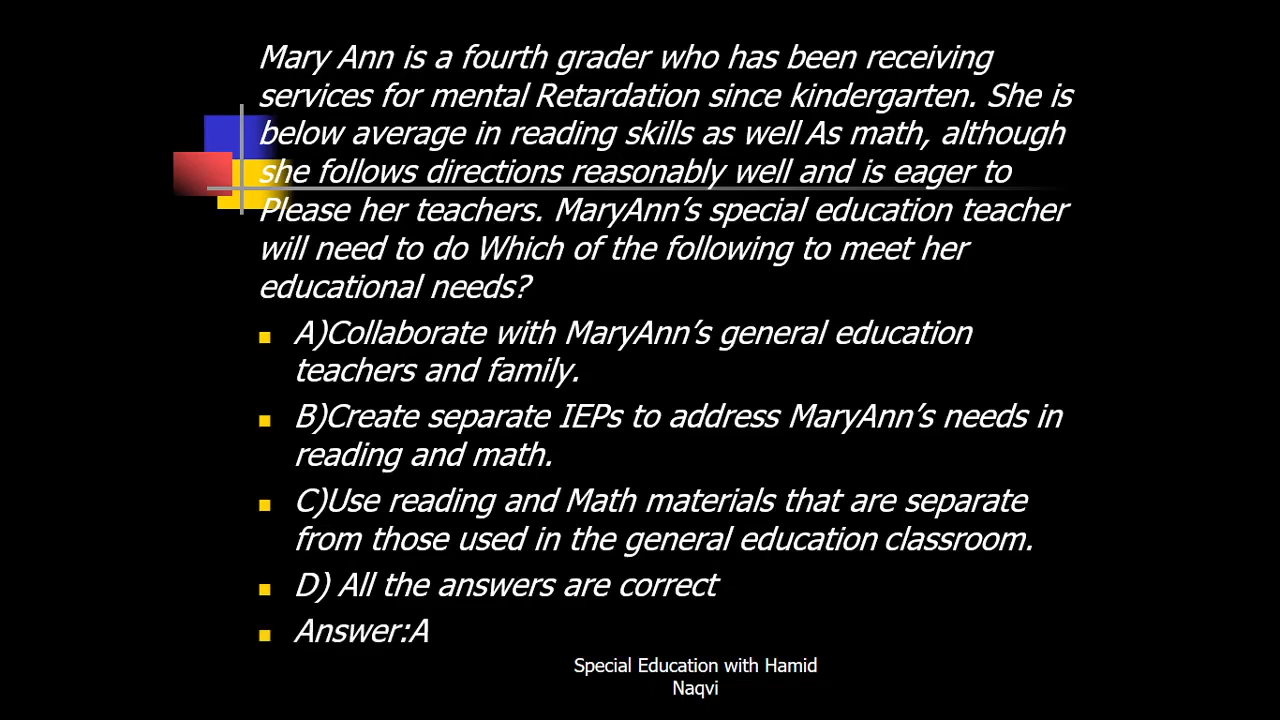 Mary Ann is a fourth grader who has been receiving
services for mental Retardation since kindergarten. She is
below average in reading skills as well As math, although
she follows directions reasonably well and is eager to
Please her teachers. MaryAnn's special education teacher
will need to do Which of the following to meet her
educational needs?
A)Collaborate with MaryAnn's general education
teachers and family.
B)Create separate IEPs to address MaryAnn's needs in
reading and math.
C)Use reading and Math materials that are separate
from those used in the general education classroom.
D) All the answers are correct
Answer:A
Special Education with Hamid
Naqvi